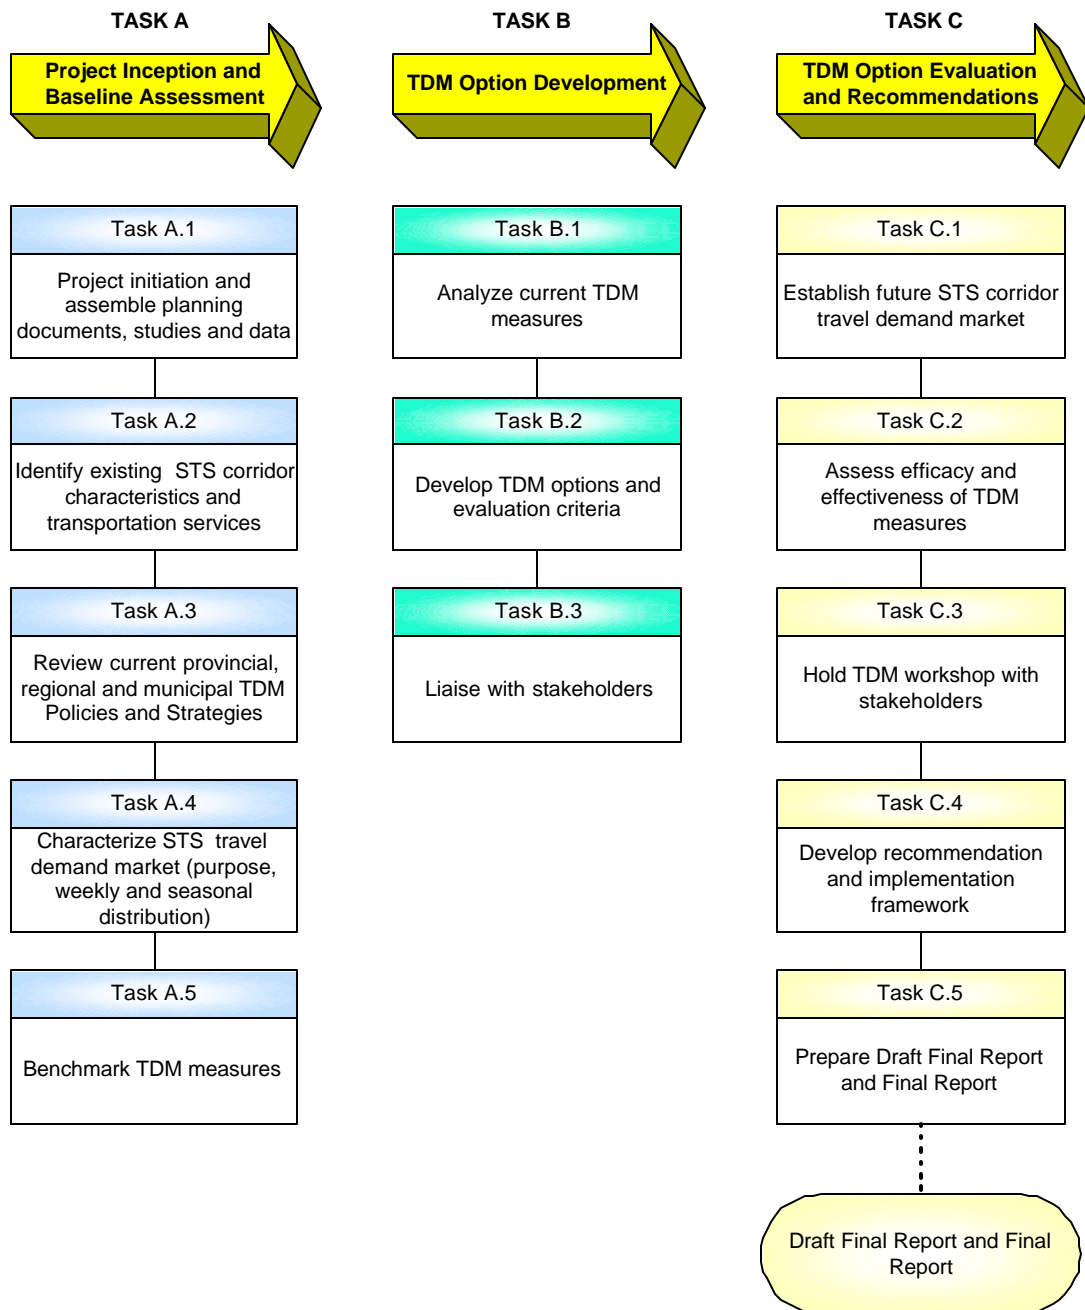 TASK A
Project Inception and
Baseline Assessment
Task A.1
Project initiation and
assemble planning
documents, studies and data
Task A.2
Identify existing STS corridor
characteristics and
transportation services
Task A.3
Review current provincial,
regional and municipal TDM
Policies and Strategies
Task A.4
Characterize STS travel
demand market (purpose,
weekly and seasonal
distribution)
Task A.5
Benchmark TDM measures
TASK B
TDM Option Development
Task B.1
Analyze current TDM
measures
Task B.2
Develop TDM options and
evaluation criteria
Task B.3
Liaise with stakeholders
TASK C
TDM Option Evaluation
and Recommendations
Task C.1
Establish future STS corridor
travel demand market
Task C.2
Assess efficacy and
effectiveness of TDM
measures
Task C.3
Hold TDM workshop with
stakeholders
Task C.4
Develop recommendation
and implementation
framework
Task C.5
Prepare Draft Final Report
and Final Report
Draft Final Report and Final
Report